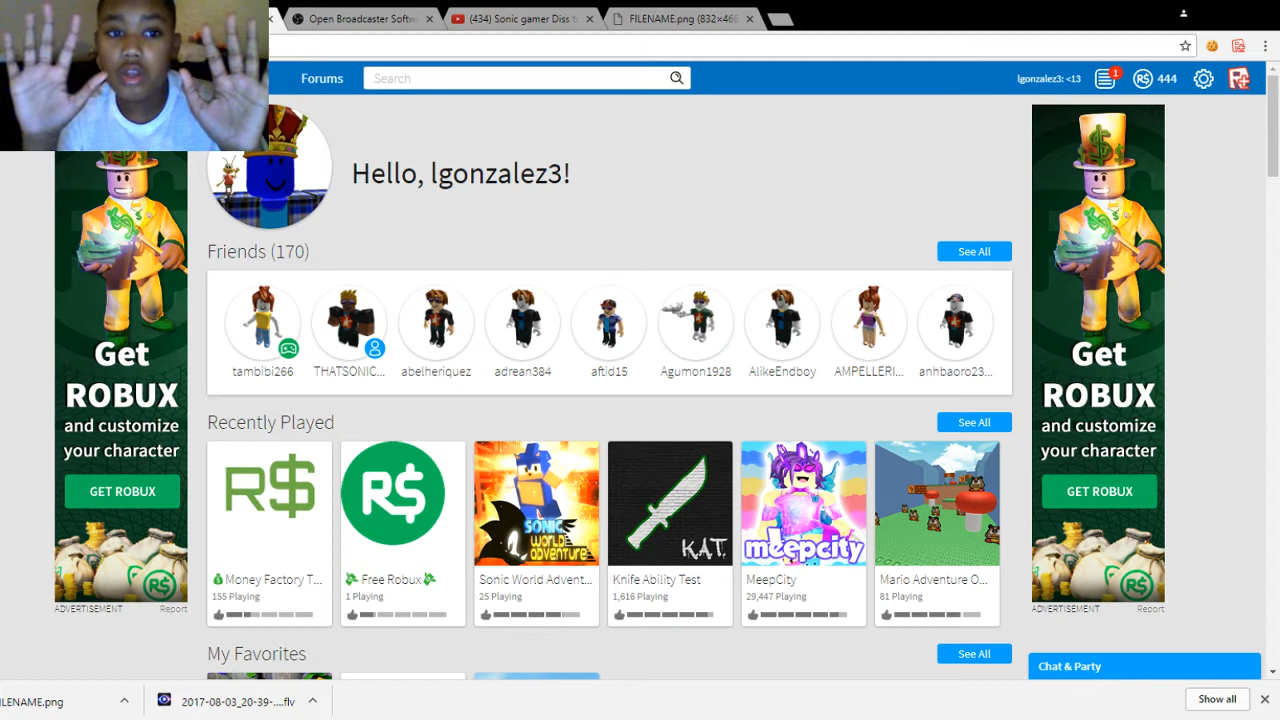 Open Broadcaster Softw
(434) Sonic gamer Diss t
FILENAME.png (832×46
Forums
Search
lgonzalez3: <13
1
R$ 444
Hello, lgonzalez3!
Friends (170)
See All
tambibi266
THATSONIC...
abelheriquez
adrean384
aftid15
Agumon1928
AlikeEndboy
AMPELLERI...
anhbaoro23...
Get
ROBUX
and customize
your character
GET ROBUX
ADVERTISEMENT
Report
Get
ROBUX
and customize
your character
GET ROBUX
ADVERTISEMENT
Report
Recently Played
See All
R$
R$
SONIC
WORLD
ADVENTURE
K.A.T.
meepcity
Money Factory T...
Free Robux
Sonic World Advent...
Knife Ability Test
MeepCity
Mario Adventure O...
155 Playing
1 Playing
25 Playing
1,616 Playing
29,447 Playing
81 Playing
My Favorites
See All
Chat & Party
ILENAME.png
2017-08-03_20-39-....flv
Show all